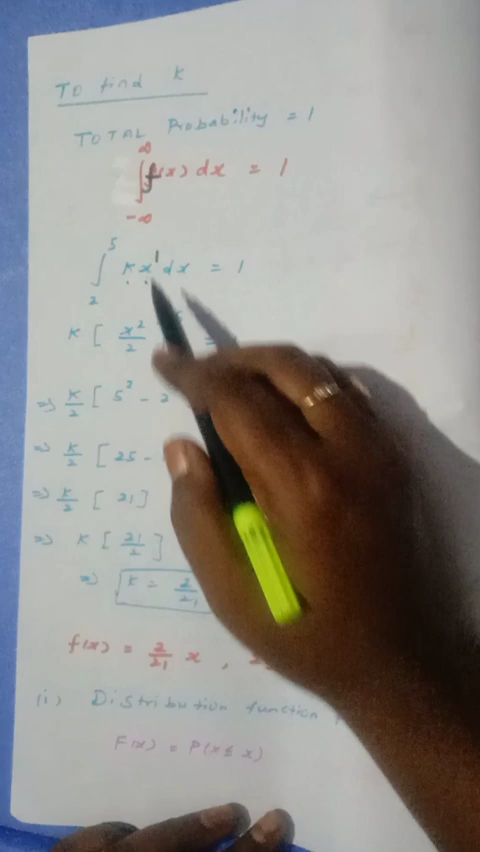 To find K
TOTAL Probability = 1
∫_{-∞}^{∞} f(x) dx = 1
∫_{2}^{5} K x^1 dx = 1
K [ x²/2
⇒ K/2 [ 5² - 2
⇒ K/2 [ 25 -
⇒ K/2 [ 21 ]
⇒ K [ 21/2 ]
⇒ K = 2/21
f(x) = 2/21 x ,
(ii) Distribution function
F(x) = P(x ≤ x)